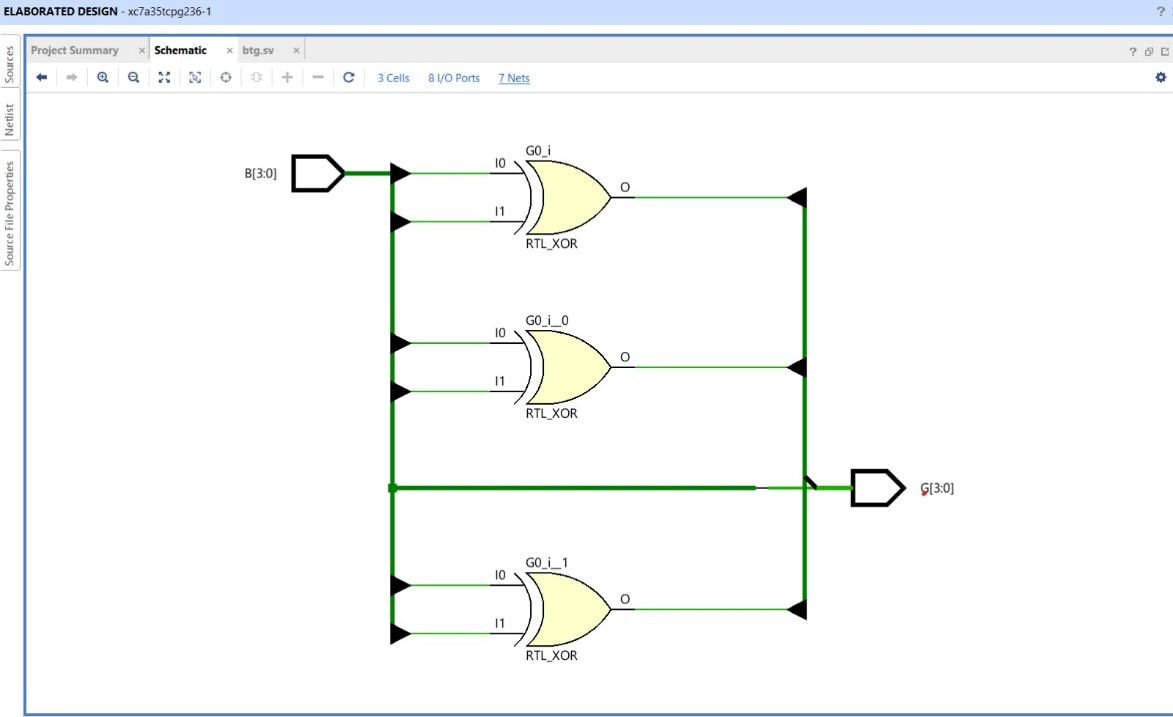 ELABORATED DESIGN - xc7a35tcpg236-1
?
Sources
Netlist
Source File Properties
Project Summary × Schematic × btg.sv ×
?
3 Cells 8 I/O Ports 7 Nets
B[3:0]
G0_i
I0
I1
O
RTL_XOR
G0_i__0
I0
I1
O
RTL_XOR
G[3:0]
G0_i__1
I0
I1
O
RTL_XOR